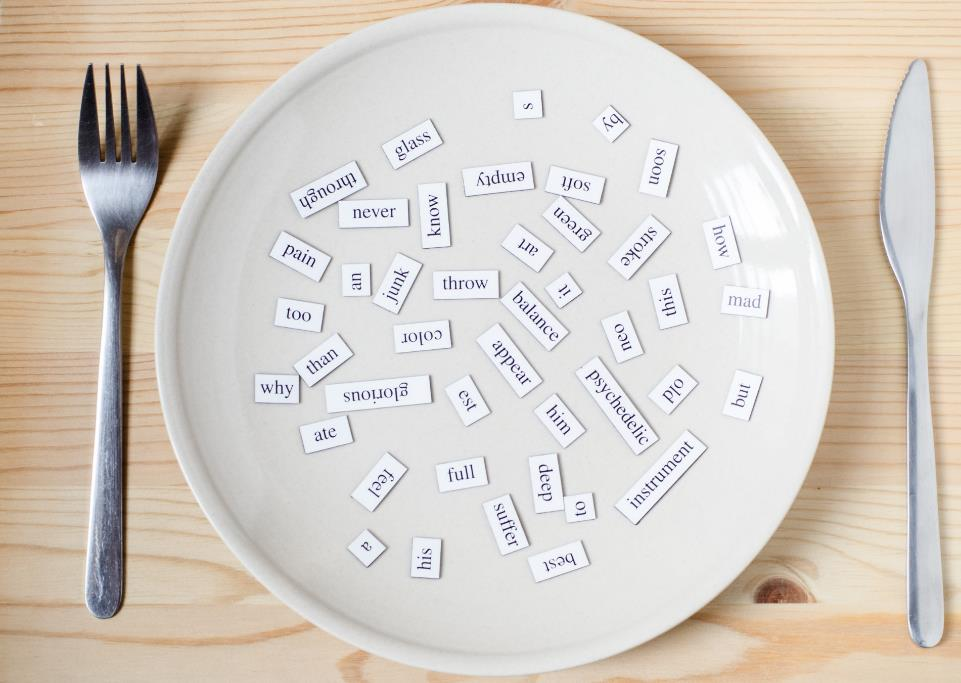 s
by
glass
soon
through
empty
soft
never
know
green
stroke
how
pain
art
an
junk
throw
it
this
mad
too
balance
color
neo
than
appear
why
glorious
est
psychedelic
old
but
ate
him
feel
full
deep
instrument
to
suffer
a
his
best